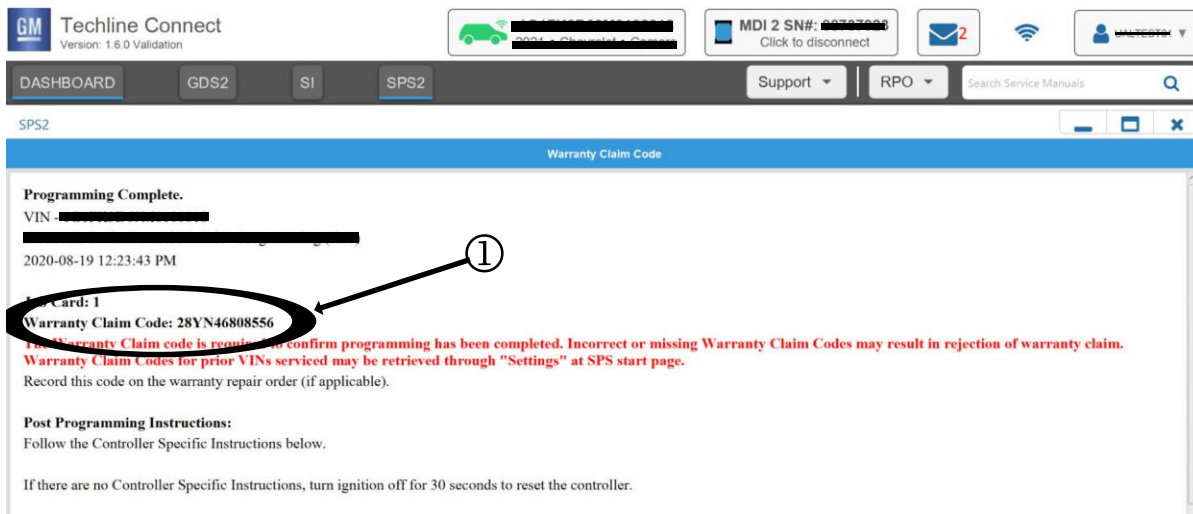 GM
Techline Connect
Version: 1.6.0 Validation
2021 • Chevrolet • Camaro
MDI 2 SN#:
Click to disconnect
2
DASHBOARD
GDS2
SI
SPS2
Support
RPO
Search Service Manuals
SPS2
Warranty Claim Code
Programming Complete.
VIN -
2020-08-19 12:23:43 PM
①
Card: 1
Warranty Claim Code: 28YN46808556
The Warranty Claim code is required to confirm programming has been completed. Incorrect or missing Warranty Claim Codes may result in rejection of warranty claim.
Warranty Claim Codes for prior VINs serviced may be retrieved through "Settings" at SPS start page.
Record this code on the warranty repair order (if applicable).
Post Programming Instructions:
Follow the Controller Specific Instructions below.
If there are no Controller Specific Instructions, turn ignition off for 30 seconds to reset the controller.